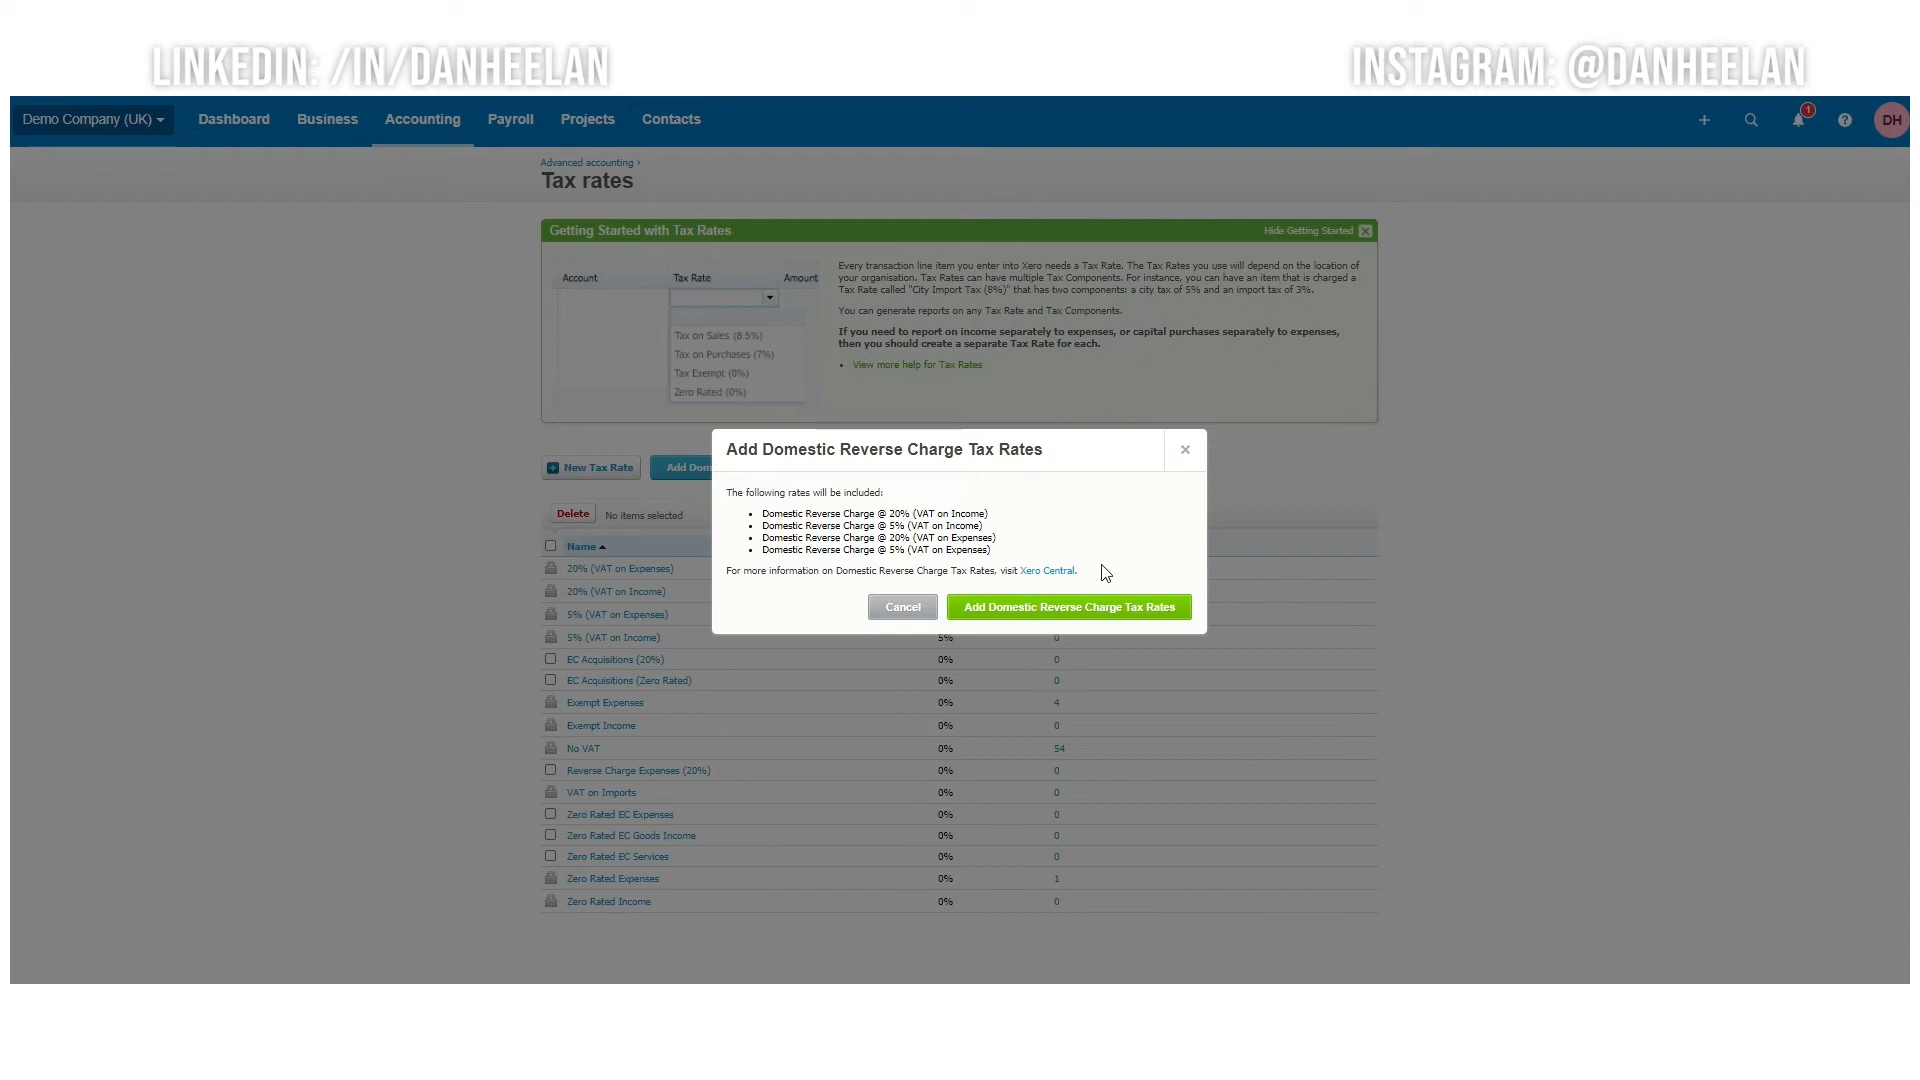 LINKEDIN: /IN/DANHEELAN
INSTAGRAM: @DANHEELAN
Demo Company (UK)
Dashboard
Business
Accounting
Payroll
Projects
Contacts
1
DH
Advanced accounting ›
Tax rates
Getting Started with Tax Rates
Hide Getting Started
Account
Tax Rate
Amount
Tax on Sales (8.5%)
Tax on Purchases (7%)
Tax Exempt (0%)
Zero Rated (0%)
Every transaction line item you enter into Xero needs a Tax Rate. The Tax Rates you use will depend on the location of
your organisation. Tax Rates can have multiple Tax Components. For instance, you can have an item that is charged a
Tax Rate called "City Import Tax (8%)" that has two components: a city tax of 5% and an import tax of 3%.
You can generate reports on any Tax Rate and Tax Components.
If you need to report on income separately to expenses, or capital purchases separately to expenses,
then you should create a separate Tax Rate for each.
• View more help for Tax Rates
New Tax Rate
Add Dom
Add Domestic Reverse Charge Tax Rates
The following rates will be included:
• Domestic Reverse Charge @ 20% (VAT on Income)
• Domestic Reverse Charge @ 5% (VAT on Income)
• Domestic Reverse Charge @ 20% (VAT on Expenses)
• Domestic Reverse Charge @ 5% (VAT on Expenses)
For more information on Domestic Reverse Charge Tax Rates, visit Xero Central.
Cancel
Add Domestic Reverse Charge Tax Rates
Delete
No items selected
Name
20% (VAT on Expenses)
20% (VAT on Income)
5% (VAT on Expenses)
5% (VAT on Income) 5% 0
EC Acquisitions (20%) 0% 0
EC Acquisitions (Zero Rated) 0% 0
Exempt Expenses 0% 4
Exempt Income 0% 0
No VAT 0% 54
Reverse Charge Expenses (20%) 0% 0
VAT on Imports 0% 0
Zero Rated EC Expenses 0% 0
Zero Rated EC Goods Income 0% 0
Zero Rated EC Services 0% 0
Zero Rated Expenses 0% 1
Zero Rated Income 0% 0